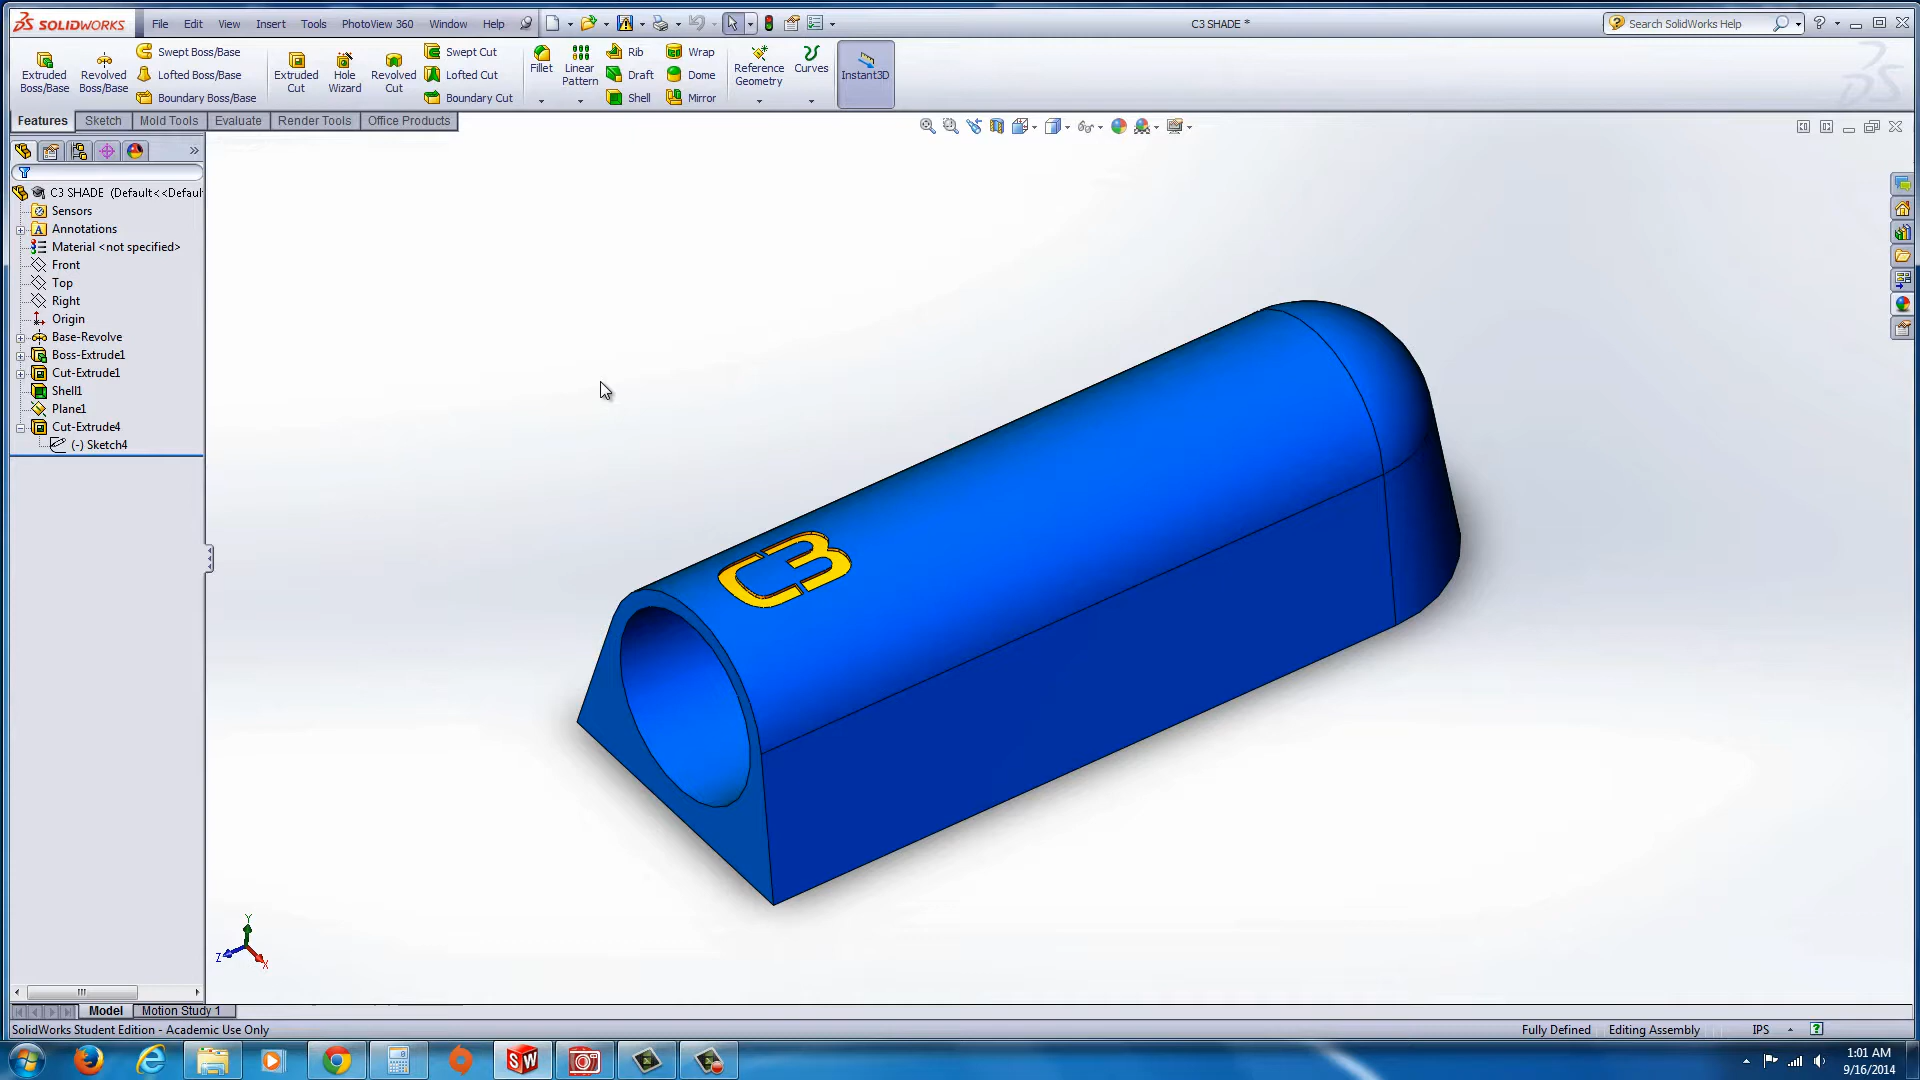 SOLIDWORKS File Edit View Insert Tools PhotoView 360 Window Help C3 SHADE * Search SolidWorks Help
Extruded Boss/Base
Revolved Boss/Base
Swept Boss/Base
Lofted Boss/Base
Boundary Boss/Base
Extruded Cut
Hole Wizard
Revolved Cut
Swept Cut
Lofted Cut
Boundary Cut
Fillet
Linear Pattern
Rib
Draft
Shell
Wrap
Dome
Mirror
Reference Geometry
Curves
Instant3D
Features Sketch Mold Tools Evaluate Render Tools Office Products
C3 SHADE (Default<<Defaul
Sensors
Annotations
Material <not specified>
Front
Top
Right
Origin
Base-Revolve
Boss-Extrude1
Cut-Extrude1
Shell1
Plane1
Cut-Extrude4
(-) Sketch4
C3
Y
Z
X
Model Motion Study 1
SolidWorks Student Edition - Academic Use Only Fully Defined Editing Assembly IPS
SW
1:01 AM
9/16/2014